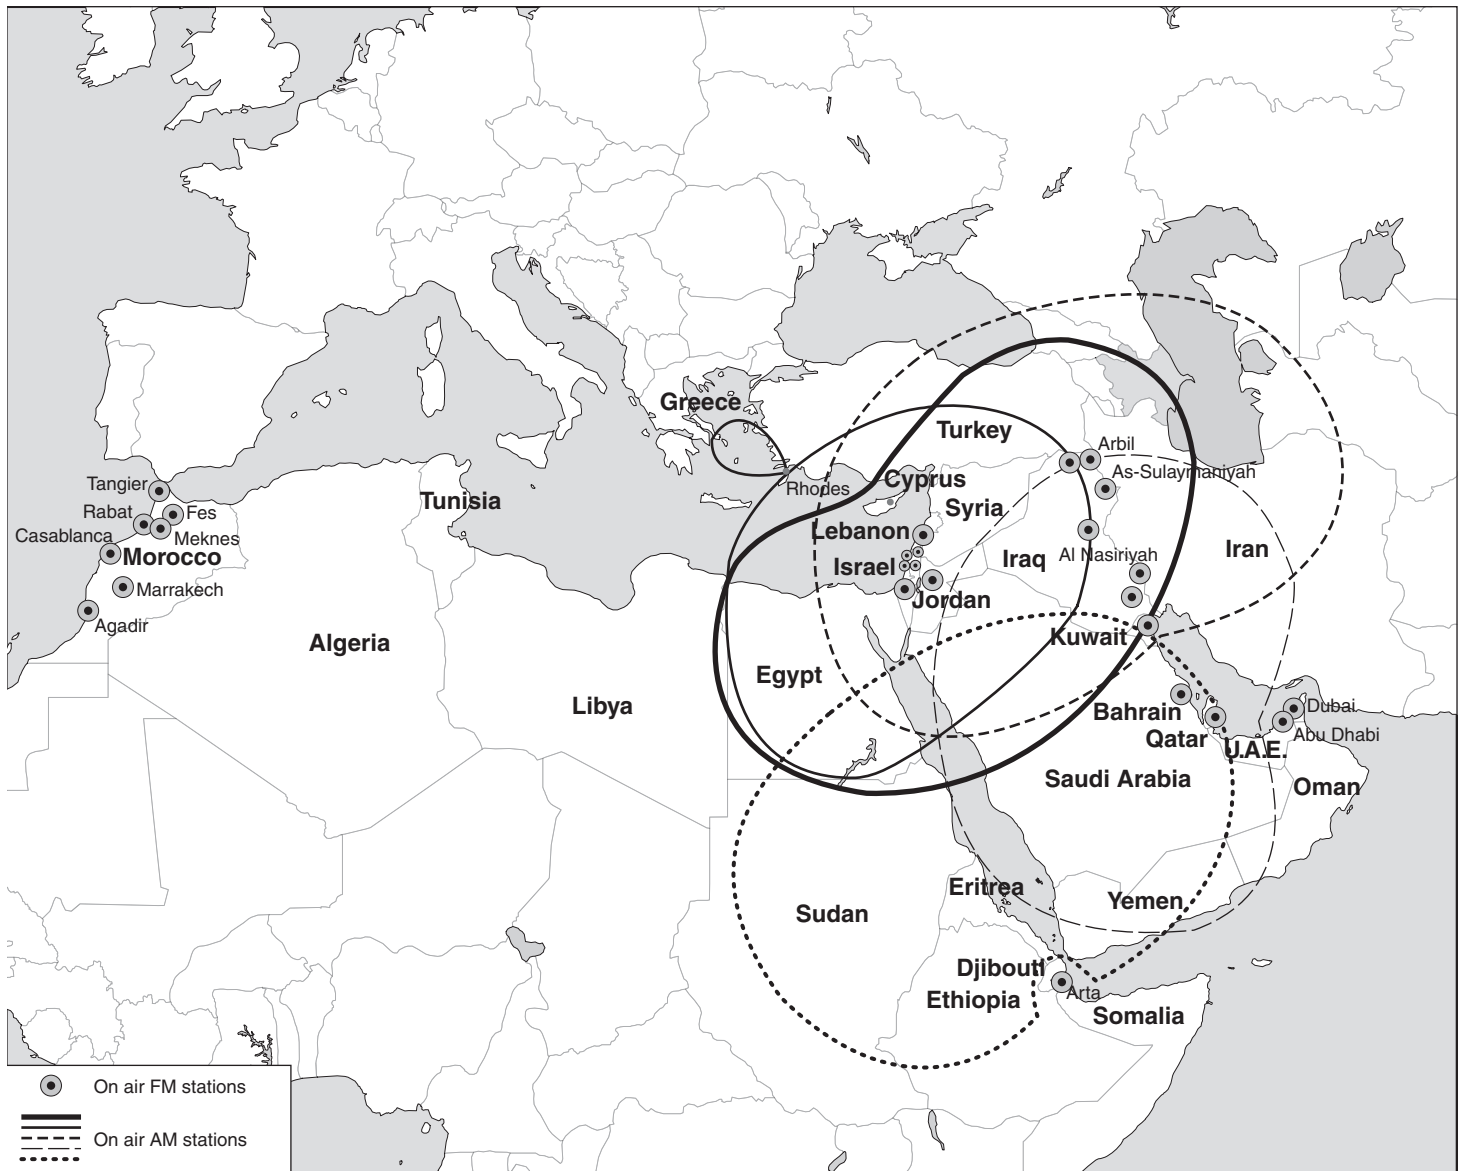 Greece
Turkey
Arbil
As-Sulaymaniyah
Cyprus
Rhodes
Tangier
Tunisia
Syria
Rabat
Fes
Casablanca
Meknes
Lebanon
Iran
Morocco
Iraq
Al Nasiriyah
Israel
Marrakech
Jordan
Agadir
Kuwait
Algeria
Egypt
Libya
Bahrain
Dubai
Qatar
Abu Dhabi
U.A.E.
Saudi Arabia
Oman
Eritrea
Yemen
Sudan
Djibouti
Arta
Ethiopia
Somalia
On air FM stations
On air AM stations